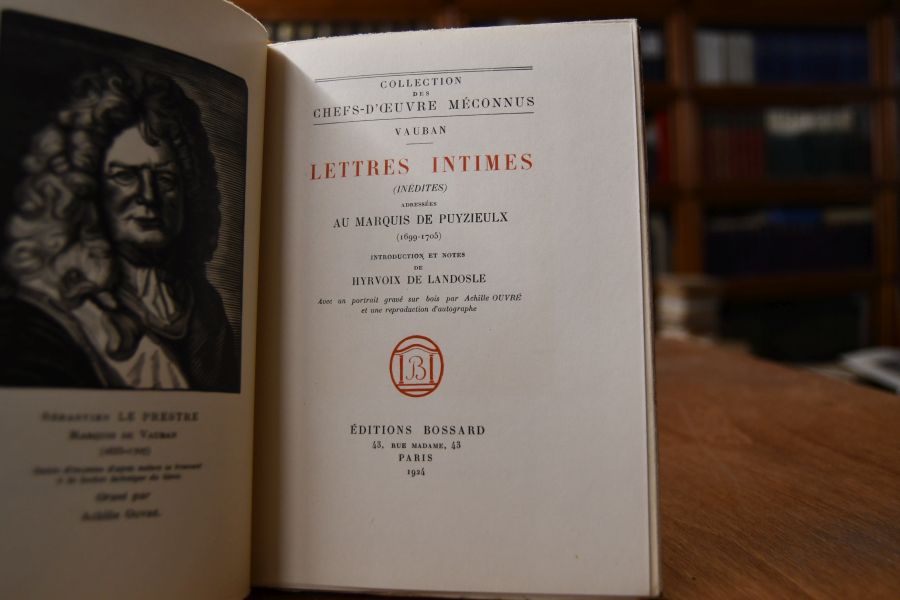 SÉBASTIEN LE PRESTRE
MARQUIS DE VAUBAN
Gravé par
Achille Ouvré.
COLLECTION
DES
CHEFS-D'ŒUVRE MÉCONNUS
VAUBAN
LETTRES INTIMES
(INÉDITES)
ADRESSÉES
AU MARQUIS DE PUYZIEULX
(1699-1705)
INTRODUCTION ET NOTES
DE
HYRVOIX DE LANDOSLE
Avec un portrait gravé sur bois par Achille OUVRÉ
et une reproduction d'autographe
B
ÉDITIONS BOSSARD
43, RUE MADAME, 43
PARIS
1924